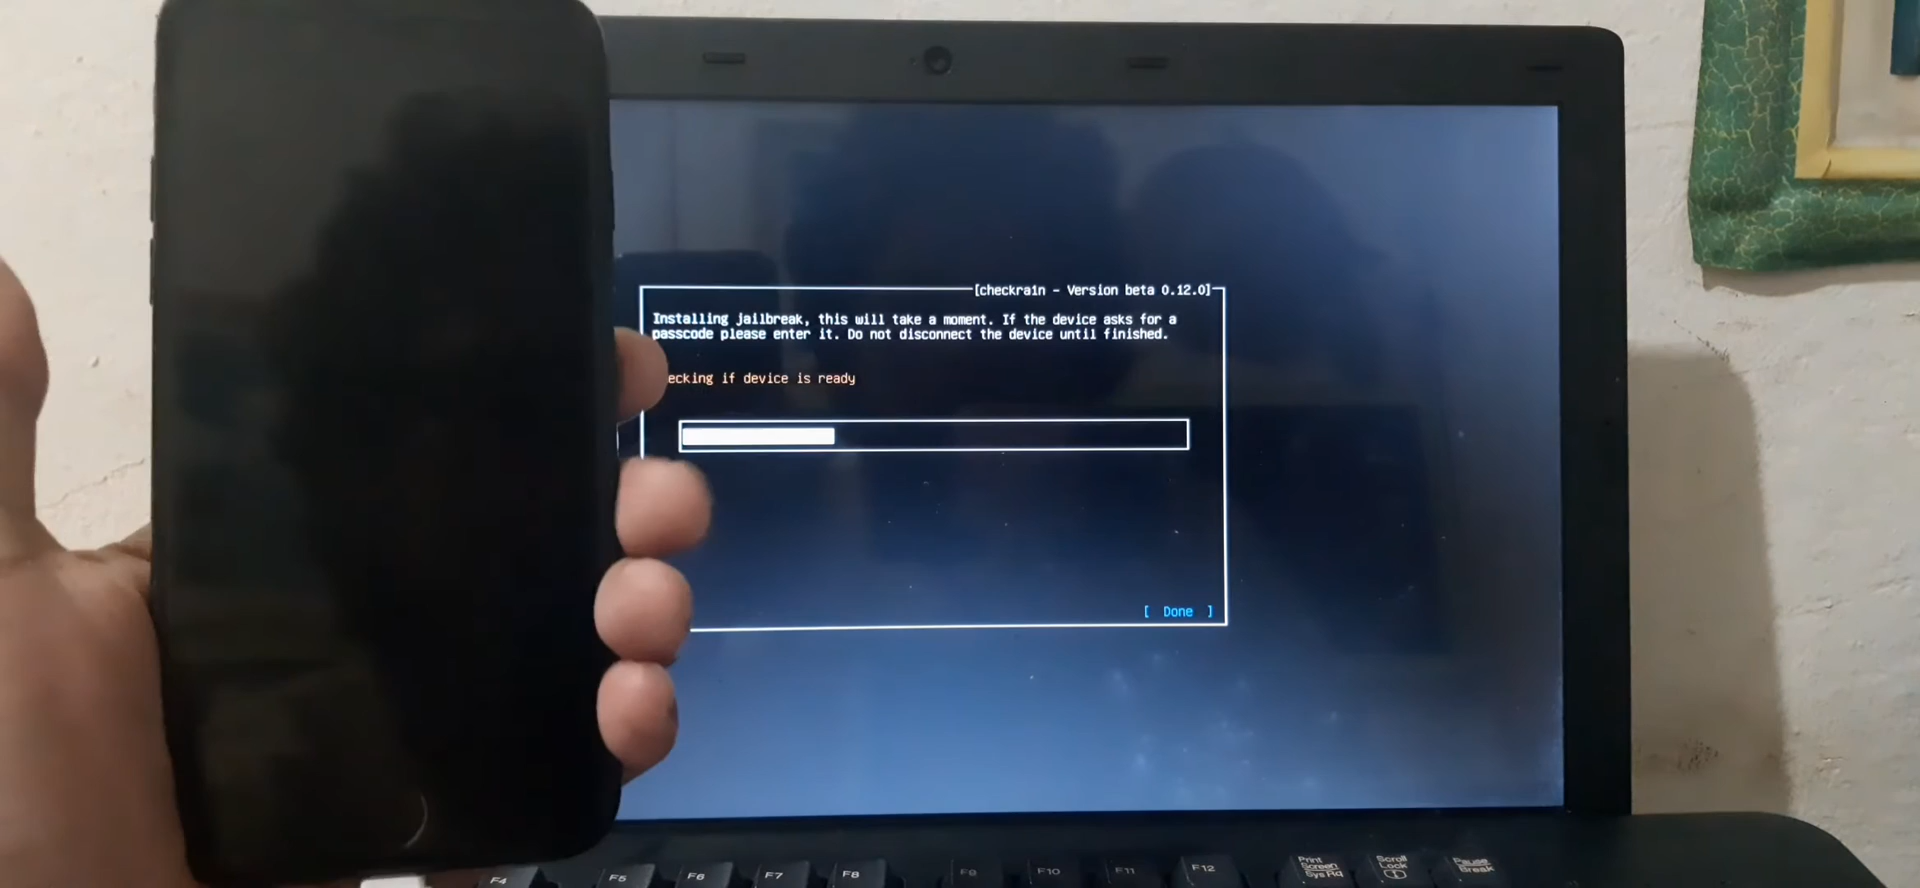 [checkra1n - Version beta 0.12.0]
Installing jailbreak, this will take a moment. If the device asks for a
passcode please enter it. Do not disconnect the device until finished.
ecking if device is ready
[ Done ]
F4 F5 F6 F7 F8 F9 F10 F11 F12 Print Screen SysRq Scroll Lock Pause Break